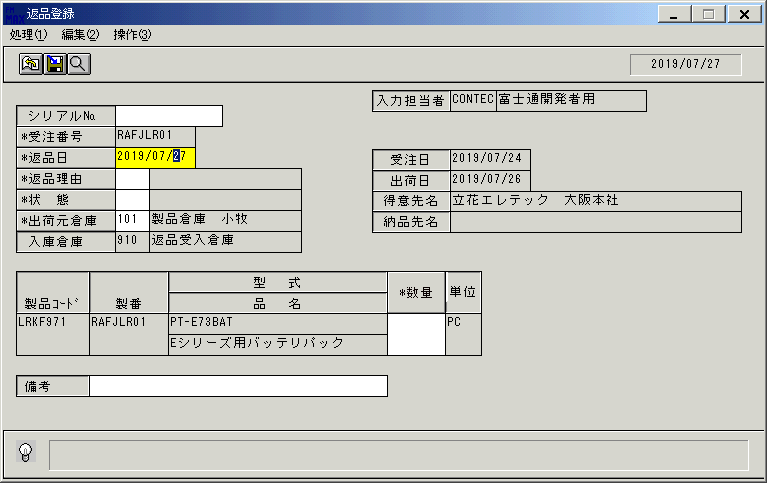 返品登録
処理(1) 編集(2) 操作(3)
2019/07/27
入力担当者 CONTEC 富士通開発者用
シリアル№
*受注番号 RAFJLR01
*返品日 2019/07/27
受注日 2019/07/24
*返品理由
出荷日 2019/07/26
*状 態
得意先名 立花エレテック 大阪本社
*出荷元倉庫 101 製品倉庫 小牧
納品先名
入庫倉庫 910 返品受入倉庫
型 式
製品ｺｰﾄﾞ 製番 品 名 *数量 単位
LRKF971 RAFJLR01 PT-E73BAT PC
Eシリーズ用バッテリパック
備考